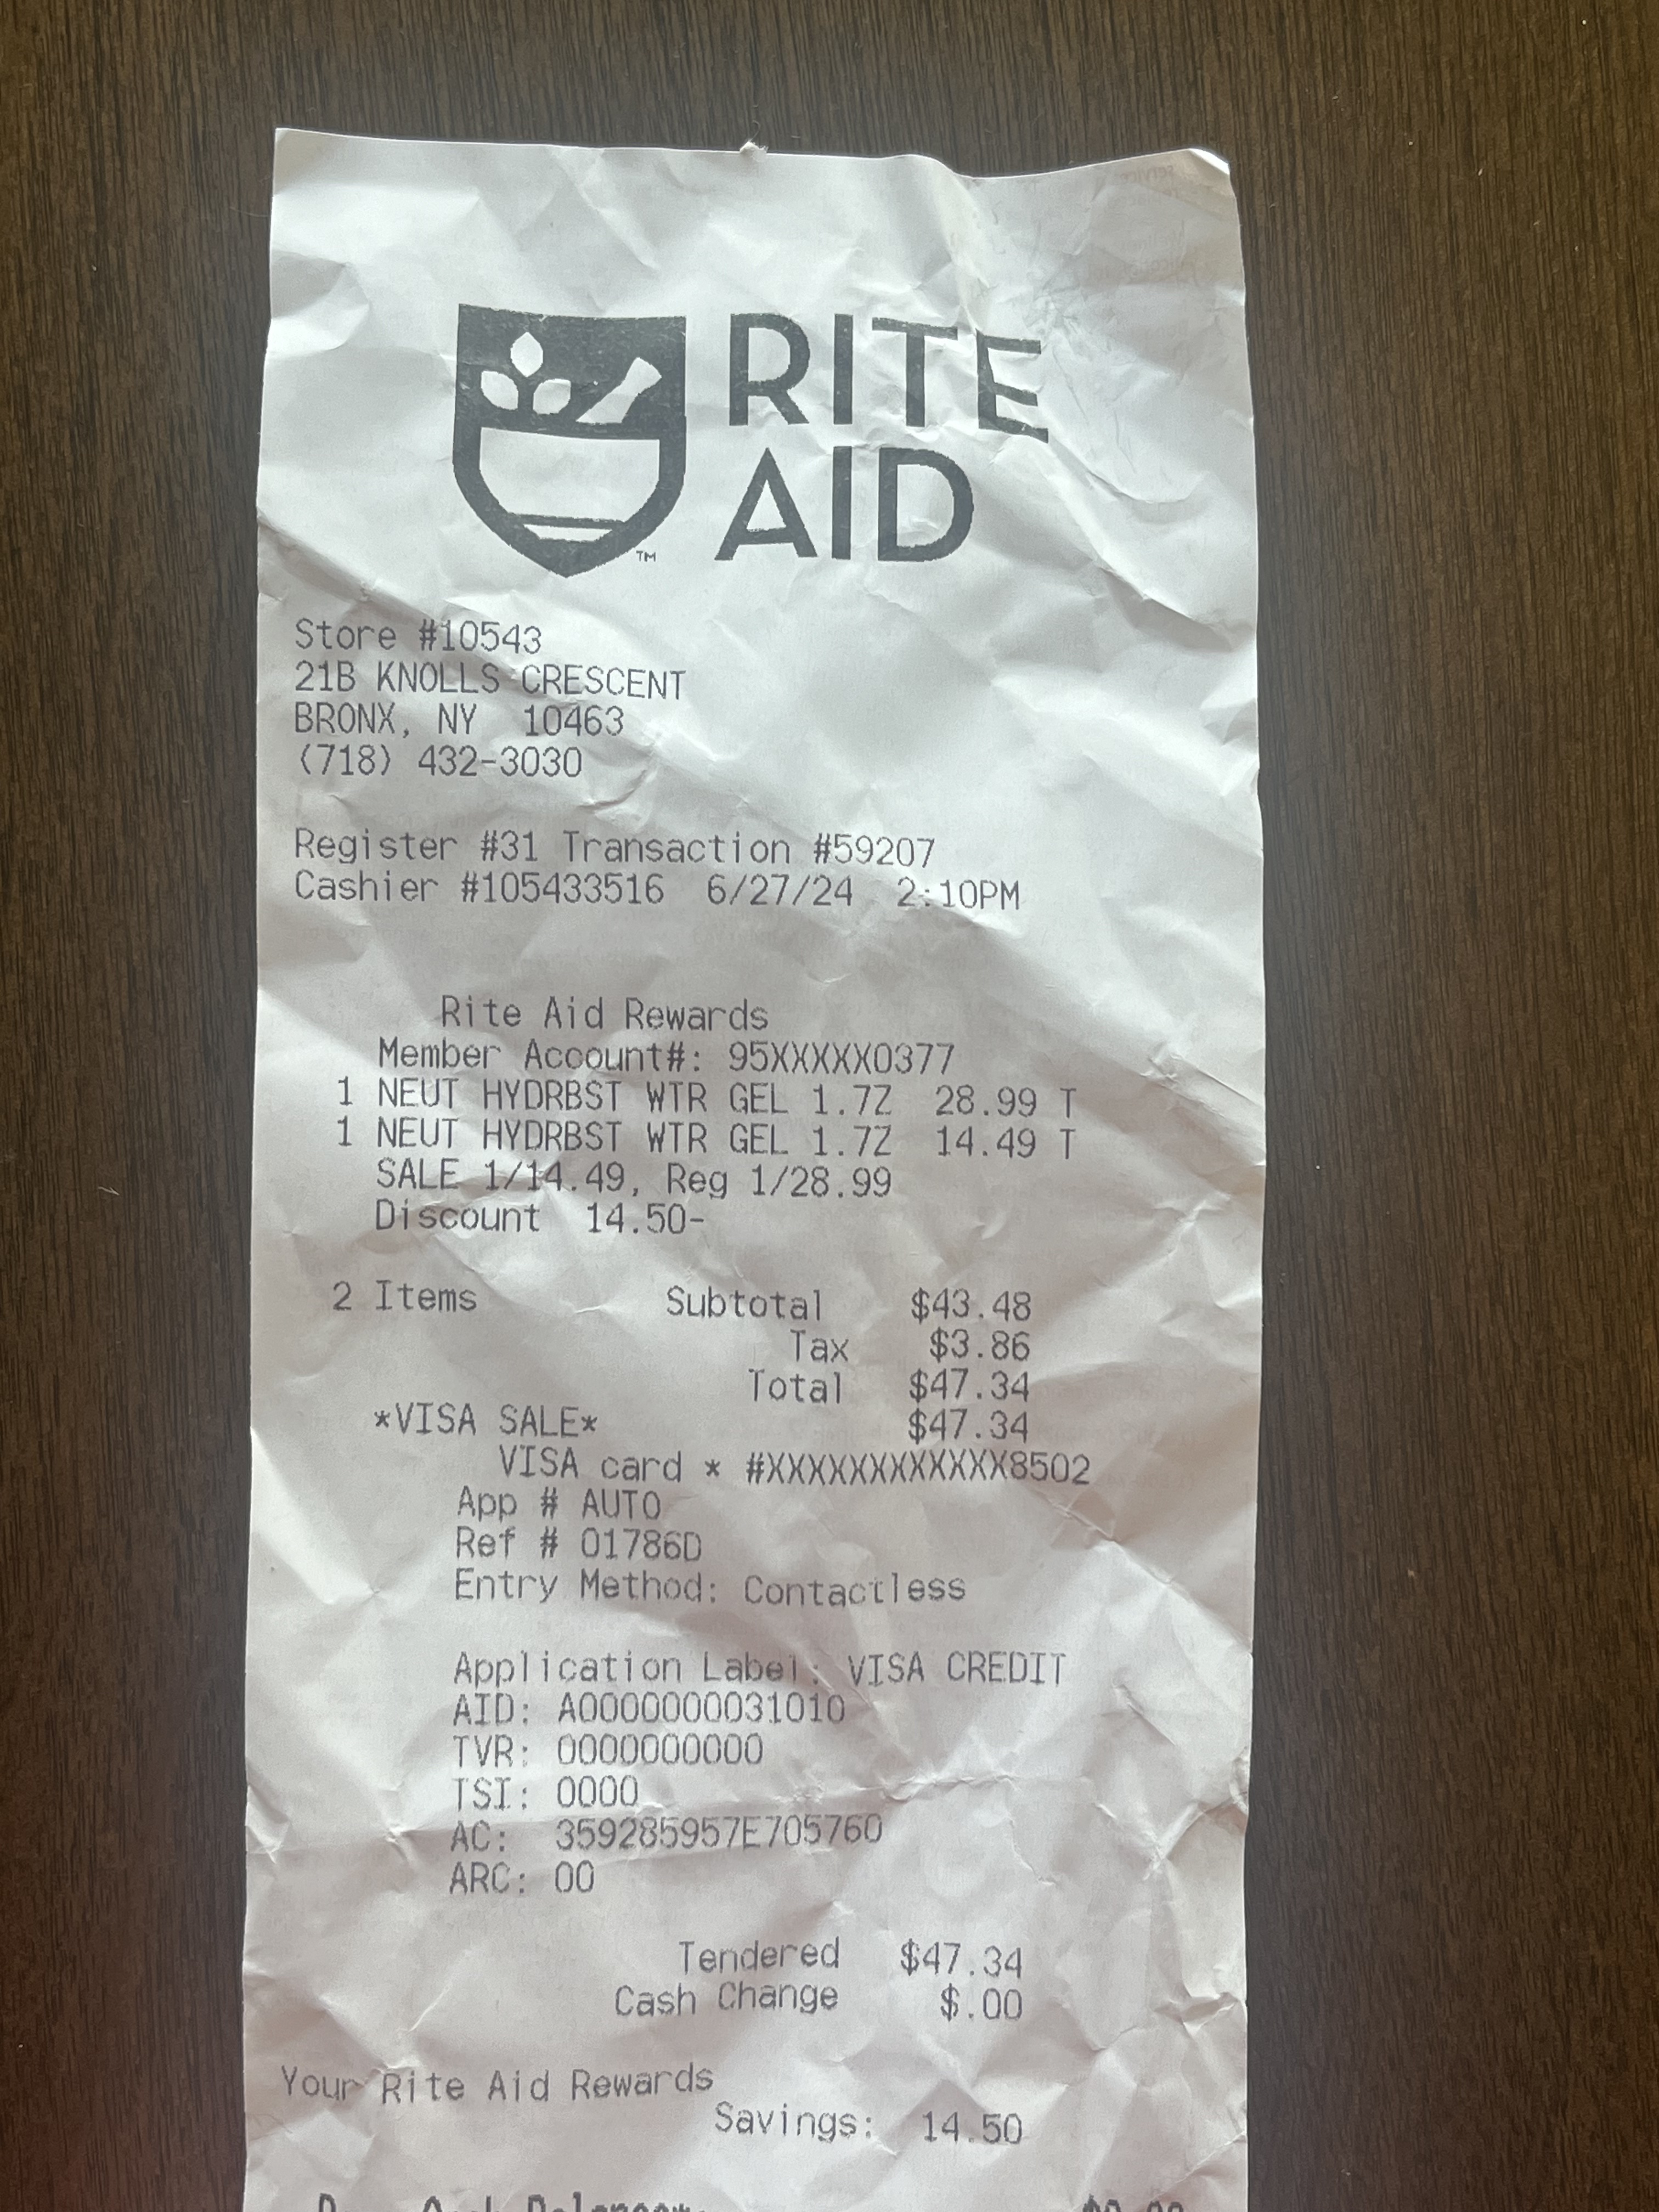 RITE
AID
TM
Store #10543
21B KNOLLS CRESCENT
BRONX, NY  10463
(718) 432-3030
Register #31 Transaction #59207
Cashier #105433516  6/27/24  2:10PM
Rite Aid Rewards
Member Account#: 95XXXXX0377
1 NEUT HYDRBST WTR GEL 1.7Z  28.99 T
1 NEUT HYDRBST WTR GEL 1.7Z  14.49 T
SALE 1/14.49, Reg 1/28.99
Discount  14.50-
2 Items Subtotal $43.48
Tax $3.86
Total $47.34
*VISA SALE* $47.34
VISA card * #XXXXXXXXXXXX8502
App # AUTO
Ref # 01786D
Entry Method: Contactless
Application Label: VISA CREDIT
AID: A0000000031010
TVR: 0000000000
TSI: 0000
AC:  359285957E705760
ARC: 00
Tendered $47.34
Cash Change $.00
Your Rite Aid Rewards
Savings: 14.50